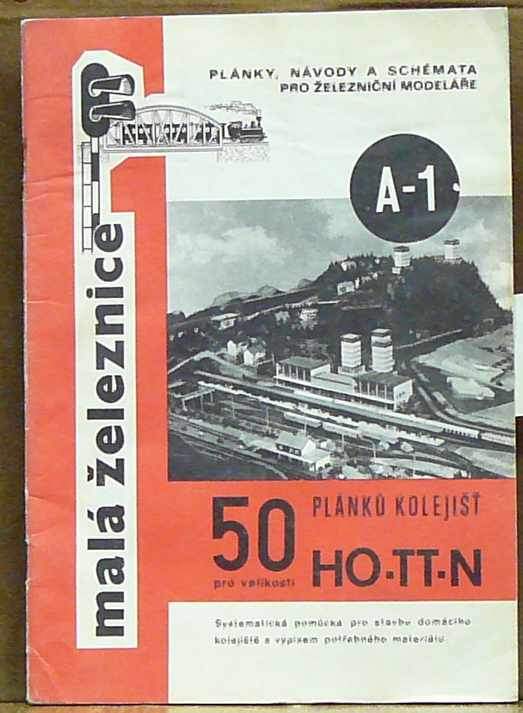 PLÁNKY, NÁVODY A SCHÉMATA
PRO ŽELEZNIČNÍ MODELÁŘE
A-1
malá železnice
50
PLÁNKŮ KOLEJIŠŤ
pro velikosti
HO·TT·N
Systematická pomůcka pro stavbu domácího
kolejiště s výpisem potřebného materiálu